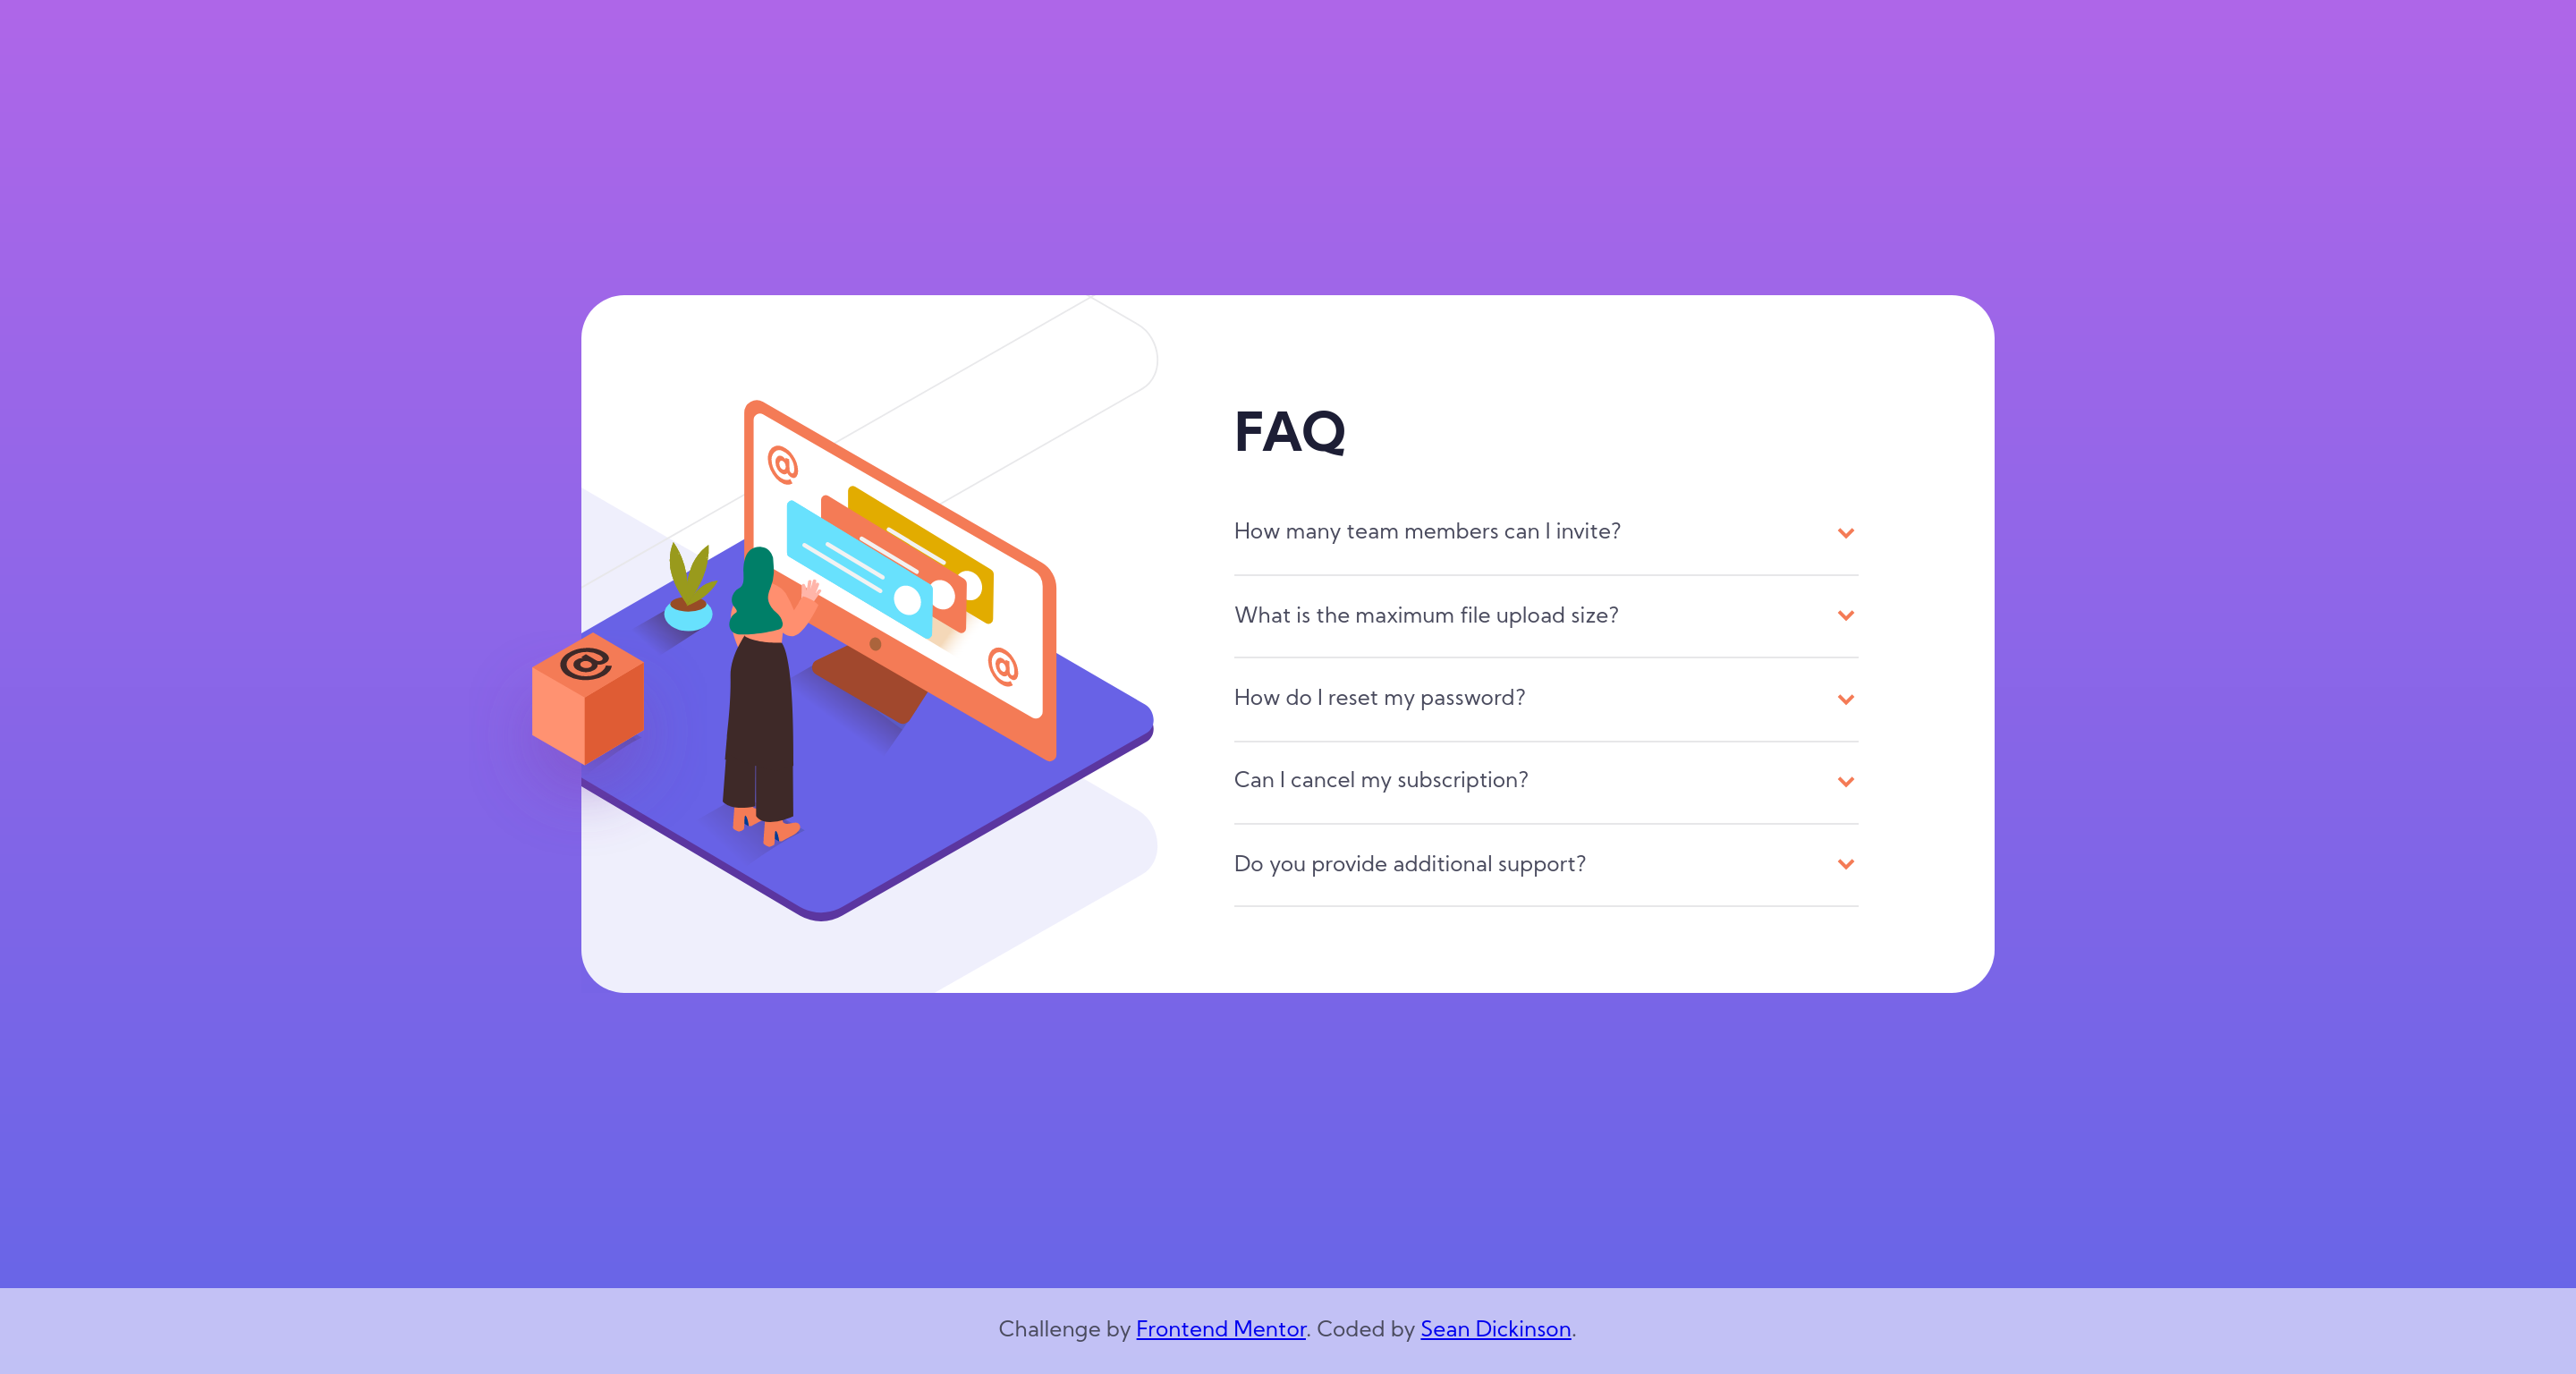 @
@
@
FAQ
How many team members can I invite?
What is the maximum file upload size?
How do I reset my password?
Can I cancel my subscription?
Do you provide additional support?
Challenge by Frontend Mentor. Coded by Sean Dickinson.